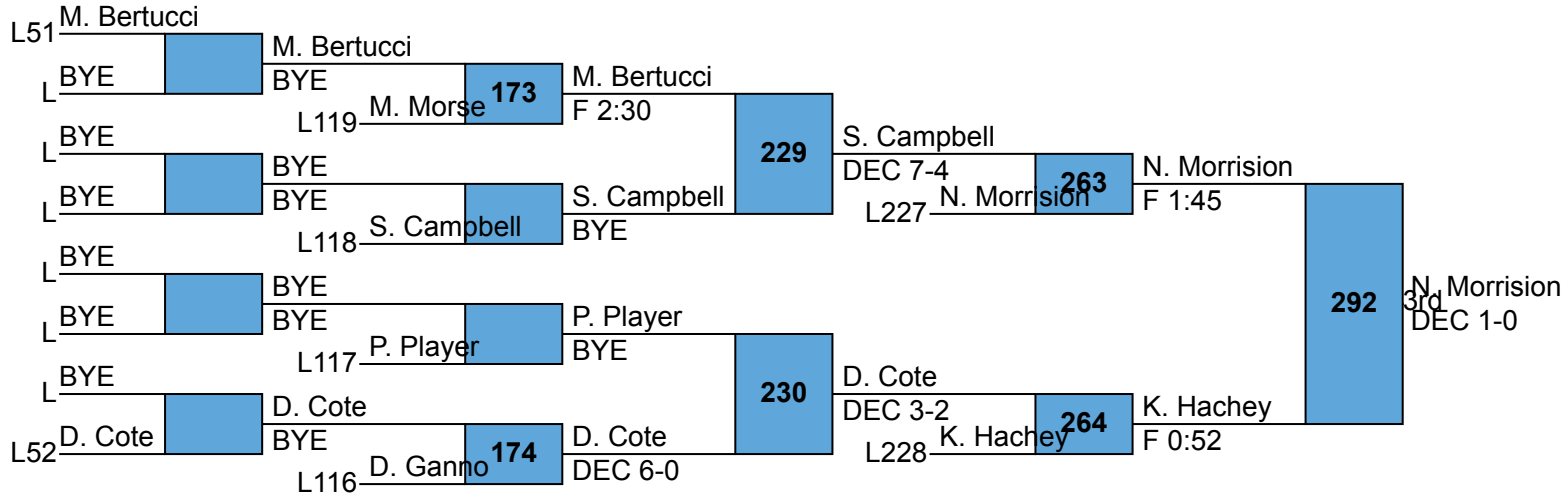 M. Bertucci
L51
BYE
L
M. Bertucci
BYE
M. Morse
L119
173
M. Bertucci
F 2:30
BYE
L
BYE
L
BYE
BYE
S. Campbell
L118
S. Campbell
BYE
229
S. Campbell
DEC 7-4
N. Morrision
L227
263
N. Morrision
F 1:45
BYE
L
BYE
L
BYE
BYE
P. Player
L117
P. Player
BYE
BYE
L
D. Cote
L52
D. Cote
BYE
D. Ganno
L116
174
D. Cote
DEC 6-0
230
D. Cote
DEC 3-2
K. Hachey
L228
264
K. Hachey
F 0:52
292
3rd
N. Morrision
DEC 1-0